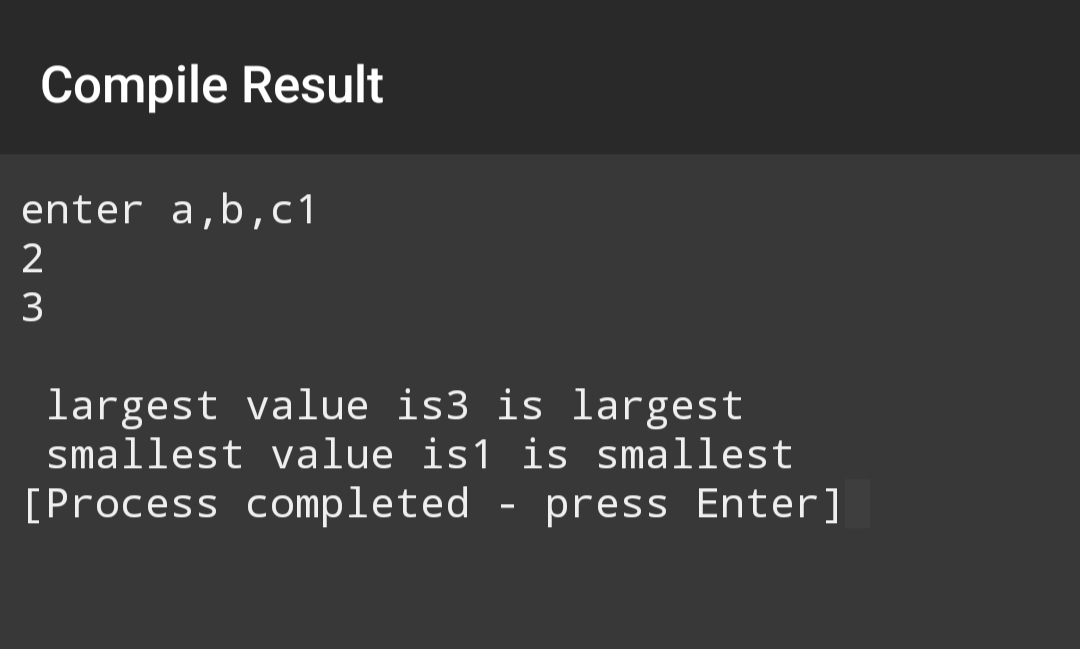 Compile Result
enter a,b,c1
2
3
largest value is3 is largest
smallest value is1 is smallest
[Process completed - press Enter]